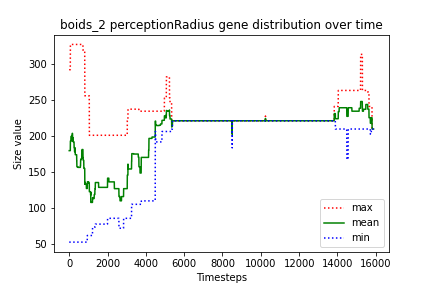 boids_2 perceptionRadius gene distribution over time
300
250
200
150
100
50
Size value
0
2000
4000
6000
8000
10000
12000
14000
16000
Timesteps
max
mean
min